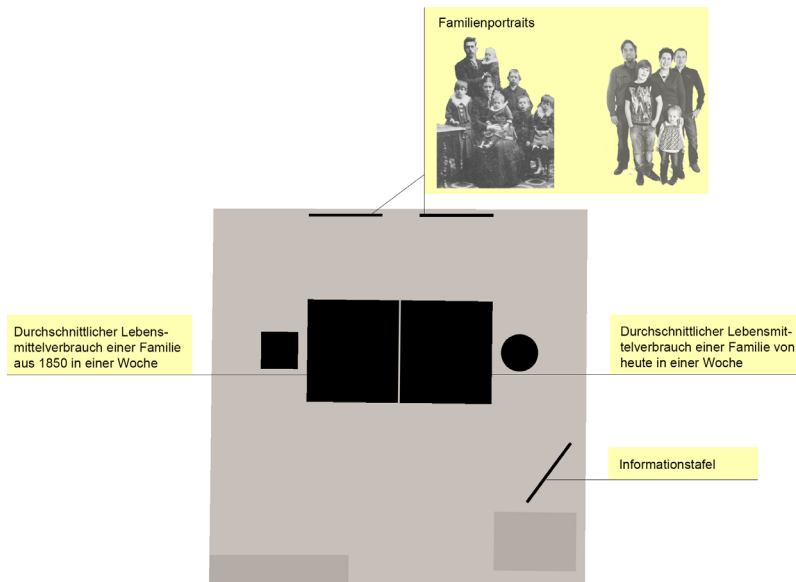 Familienportraits
Durchschnittlicher Lebens-
mittelverbrauch einer Familie
aus 1850 in einer Woche
Durchschnittlicher Lebensmit-
telverbrauch einer Familie von
heute in einer Woche
Informationstafel